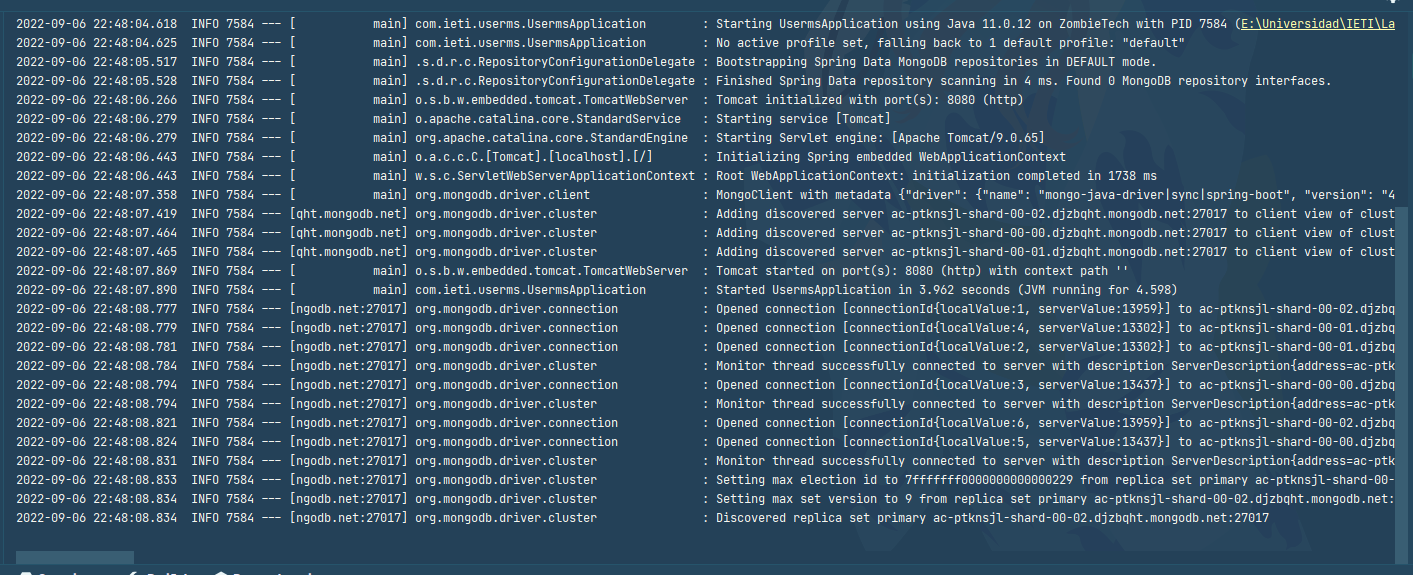 2022-09-06 22:48:04.618  INFO 7584 --- [           main] com.ieti.userms.UsermsApplication        : Starting UsermsApplication using Java 11.0.12 on ZombieTech with PID 7584 (E:\Universidad\IETI\La
2022-09-06 22:48:04.625  INFO 7584 --- [           main] com.ieti.userms.UsermsApplication        : No active profile set, falling back to 1 default profile: "default"
2022-09-06 22:48:05.517  INFO 7584 --- [           main] .s.d.r.c.RepositoryConfigurationDelegate : Bootstrapping Spring Data MongoDB repositories in DEFAULT mode.
2022-09-06 22:48:05.528  INFO 7584 --- [           main] .s.d.r.c.RepositoryConfigurationDelegate : Finished Spring Data repository scanning in 4 ms. Found 0 MongoDB repository interfaces.
2022-09-06 22:48:06.266  INFO 7584 --- [           main] o.s.b.w.embedded.tomcat.TomcatWebServer  : Tomcat initialized with port(s): 8080 (http)
2022-09-06 22:48:06.279  INFO 7584 --- [           main] o.apache.catalina.core.StandardService   : Starting service [Tomcat]
2022-09-06 22:48:06.279  INFO 7584 --- [           main] org.apache.catalina.core.StandardEngine  : Starting Servlet engine: [Apache Tomcat/9.0.65]
2022-09-06 22:48:06.443  INFO 7584 --- [           main] o.a.c.c.C.[Tomcat].[localhost].[/]       : Initializing Spring embedded WebApplicationContext
2022-09-06 22:48:06.443  INFO 7584 --- [           main] w.s.c.ServletWebServerApplicationContext : Root WebApplicationContext: initialization completed in 1738 ms
2022-09-06 22:48:07.358  INFO 7584 --- [           main] org.mongodb.driver.client                : MongoClient with metadata {"driver": {"name": "mongo-java-driver|sync|spring-boot", "version": "4
2022-09-06 22:48:07.419  INFO 7584 --- [qht.mongodb.net] org.mongodb.driver.cluster               : Adding discovered server ac-ptknsjl-shard-00-02.djzbqht.mongodb.net:27017 to client view of clust
2022-09-06 22:48:07.464  INFO 7584 --- [qht.mongodb.net] org.mongodb.driver.cluster               : Adding discovered server ac-ptknsjl-shard-00-00.djzbqht.mongodb.net:27017 to client view of clust
2022-09-06 22:48:07.465  INFO 7584 --- [qht.mongodb.net] org.mongodb.driver.cluster               : Adding discovered server ac-ptknsjl-shard-00-01.djzbqht.mongodb.net:27017 to client view of clust
2022-09-06 22:48:07.869  INFO 7584 --- [           main] o.s.b.w.embedded.tomcat.TomcatWebServer  : Tomcat started on port(s): 8080 (http) with context path ''
2022-09-06 22:48:07.890  INFO 7584 --- [           main] com.ieti.userms.UsermsApplication        : Started UsermsApplication in 3.962 seconds (JVM running for 4.598)
2022-09-06 22:48:08.777  INFO 7584 --- [ngodb.net:27017] org.mongodb.driver.connection            : Opened connection [connectionId{localValue:1, serverValue:13959}] to ac-ptknsjl-shard-00-02.djzbq
2022-09-06 22:48:08.779  INFO 7584 --- [ngodb.net:27017] org.mongodb.driver.connection            : Opened connection [connectionId{localValue:4, serverValue:13302}] to ac-ptknsjl-shard-00-01.djzbq
2022-09-06 22:48:08.781  INFO 7584 --- [ngodb.net:27017] org.mongodb.driver.connection            : Opened connection [connectionId{localValue:2, serverValue:13302}] to ac-ptknsjl-shard-00-01.djzbq
2022-09-06 22:48:08.784  INFO 7584 --- [ngodb.net:27017] org.mongodb.driver.cluster               : Monitor thread successfully connected to server with description ServerDescription{address=ac-ptk
2022-09-06 22:48:08.794  INFO 7584 --- [ngodb.net:27017] org.mongodb.driver.connection            : Opened connection [connectionId{localValue:3, serverValue:13437}] to ac-ptknsjl-shard-00-00.djzbq
2022-09-06 22:48:08.794  INFO 7584 --- [ngodb.net:27017] org.mongodb.driver.cluster               : Monitor thread successfully connected to server with description ServerDescription{address=ac-ptk
2022-09-06 22:48:08.821  INFO 7584 --- [ngodb.net:27017] org.mongodb.driver.connection            : Opened connection [connectionId{localValue:6, serverValue:13959}] to ac-ptknsjl-shard-00-02.djzbq
2022-09-06 22:48:08.824  INFO 7584 --- [ngodb.net:27017] org.mongodb.driver.connection            : Opened connection [connectionId{localValue:5, serverValue:13437}] to ac-ptknsjl-shard-00-00.djzbq
2022-09-06 22:48:08.831  INFO 7584 --- [ngodb.net:27017] org.mongodb.driver.cluster               : Monitor thread successfully connected to server with description ServerDescription{address=ac-ptk
2022-09-06 22:48:08.833  INFO 7584 --- [ngodb.net:27017] org.mongodb.driver.cluster               : Setting max election id to 7fffffff0000000000000229 from replica set primary ac-ptknsjl-shard-00-
2022-09-06 22:48:08.834  INFO 7584 --- [ngodb.net:27017] org.mongodb.driver.cluster               : Setting max set version to 9 from replica set primary ac-ptknsjl-shard-00-02.djzbqht.mongodb.net:
2022-09-06 22:48:08.834  INFO 7584 --- [ngodb.net:27017] org.mongodb.driver.cluster               : Discovered replica set primary ac-ptknsjl-shard-00-02.djzbqht.mongodb.net:27017